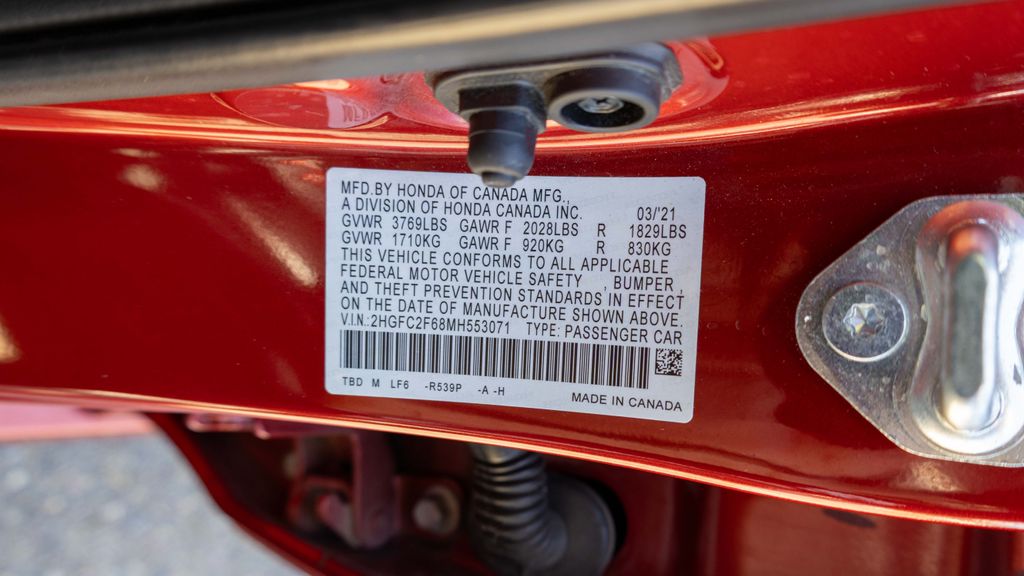 MFD.BY HONDA OF CANADA MFG.,
A DIVISION OF HONDA CANADA INC. 03/'21
GVWR 3769LBS GAWR F 2028LBS R 1829LBS
GVWR 1710KG GAWR F 920KG R 830KG
THIS VEHICLE CONFORMS TO ALL APPLICABLE
FEDERAL MOTOR VEHICLE SAFETY , BUMPER ,
AND THEFT PREVENTION STANDARDS IN EFFECT
ON THE DATE OF MANUFACTURE SHOWN ABOVE.
V.I.N.:2HGFC2F68MH553071 TYPE: PASSENGER CAR
TBD M LF6 -R539P -A -H
MADE IN CANADA